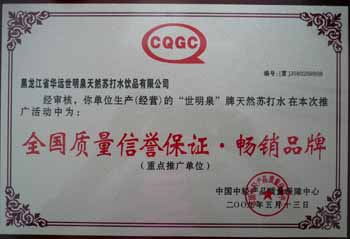 CQGC
黑龙江省华远世明泉天然苏打水饮品有限公司
经审核,你单位生产(经营)的“世明泉”牌天然苏打水在本次推
广活动中为:
全国质量信誉保证·畅销品牌
(重点推广单位)
中国中轻产品质量保障中心
二00六年五月十三日